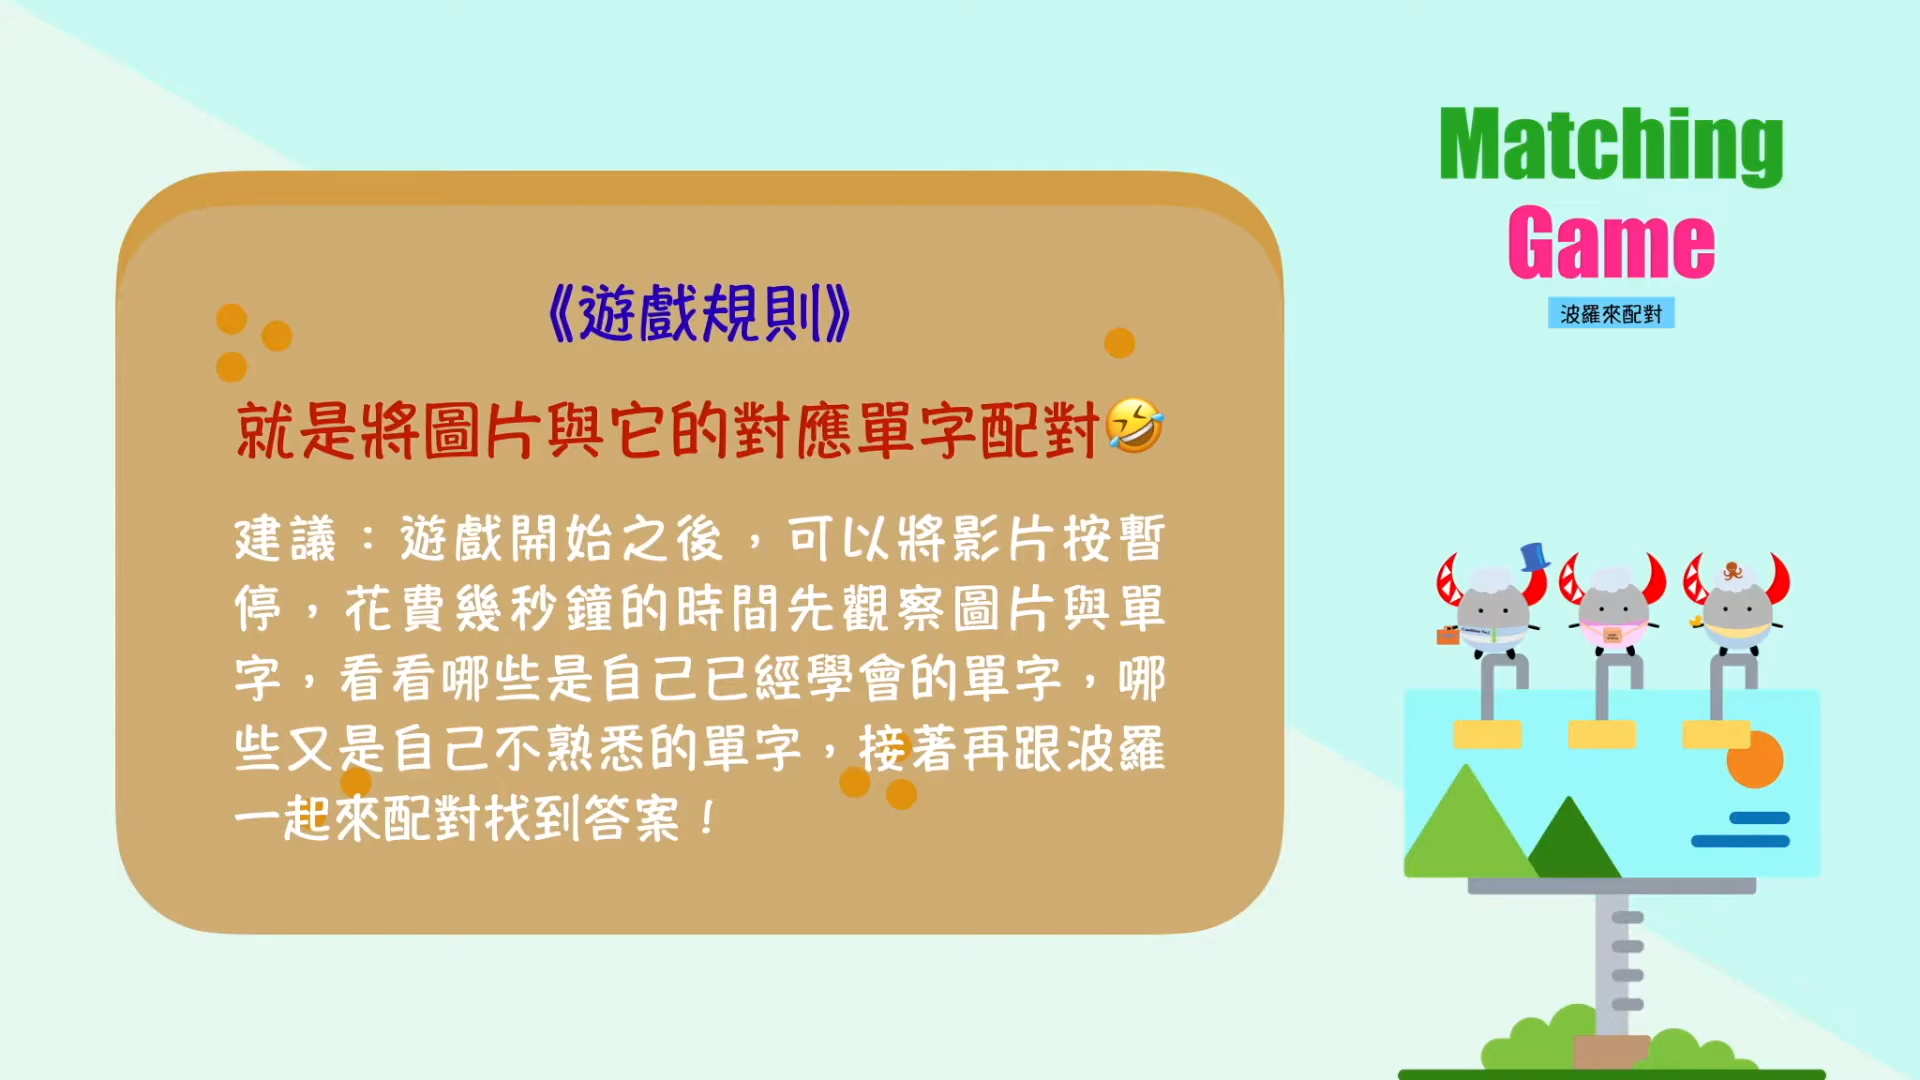 《遊戲規則》
就是將圖片與它的對應單字配對🤣
建議：遊戲開始之後，可以將影片按暫
停，花費幾秒鐘的時間先觀察圖片與單
字，看看哪些是自己已經學會的單字，哪
些又是自己不熟悉的單字，接著再跟波羅
一起來配對找到答案！
Matching
Game
波羅來配對